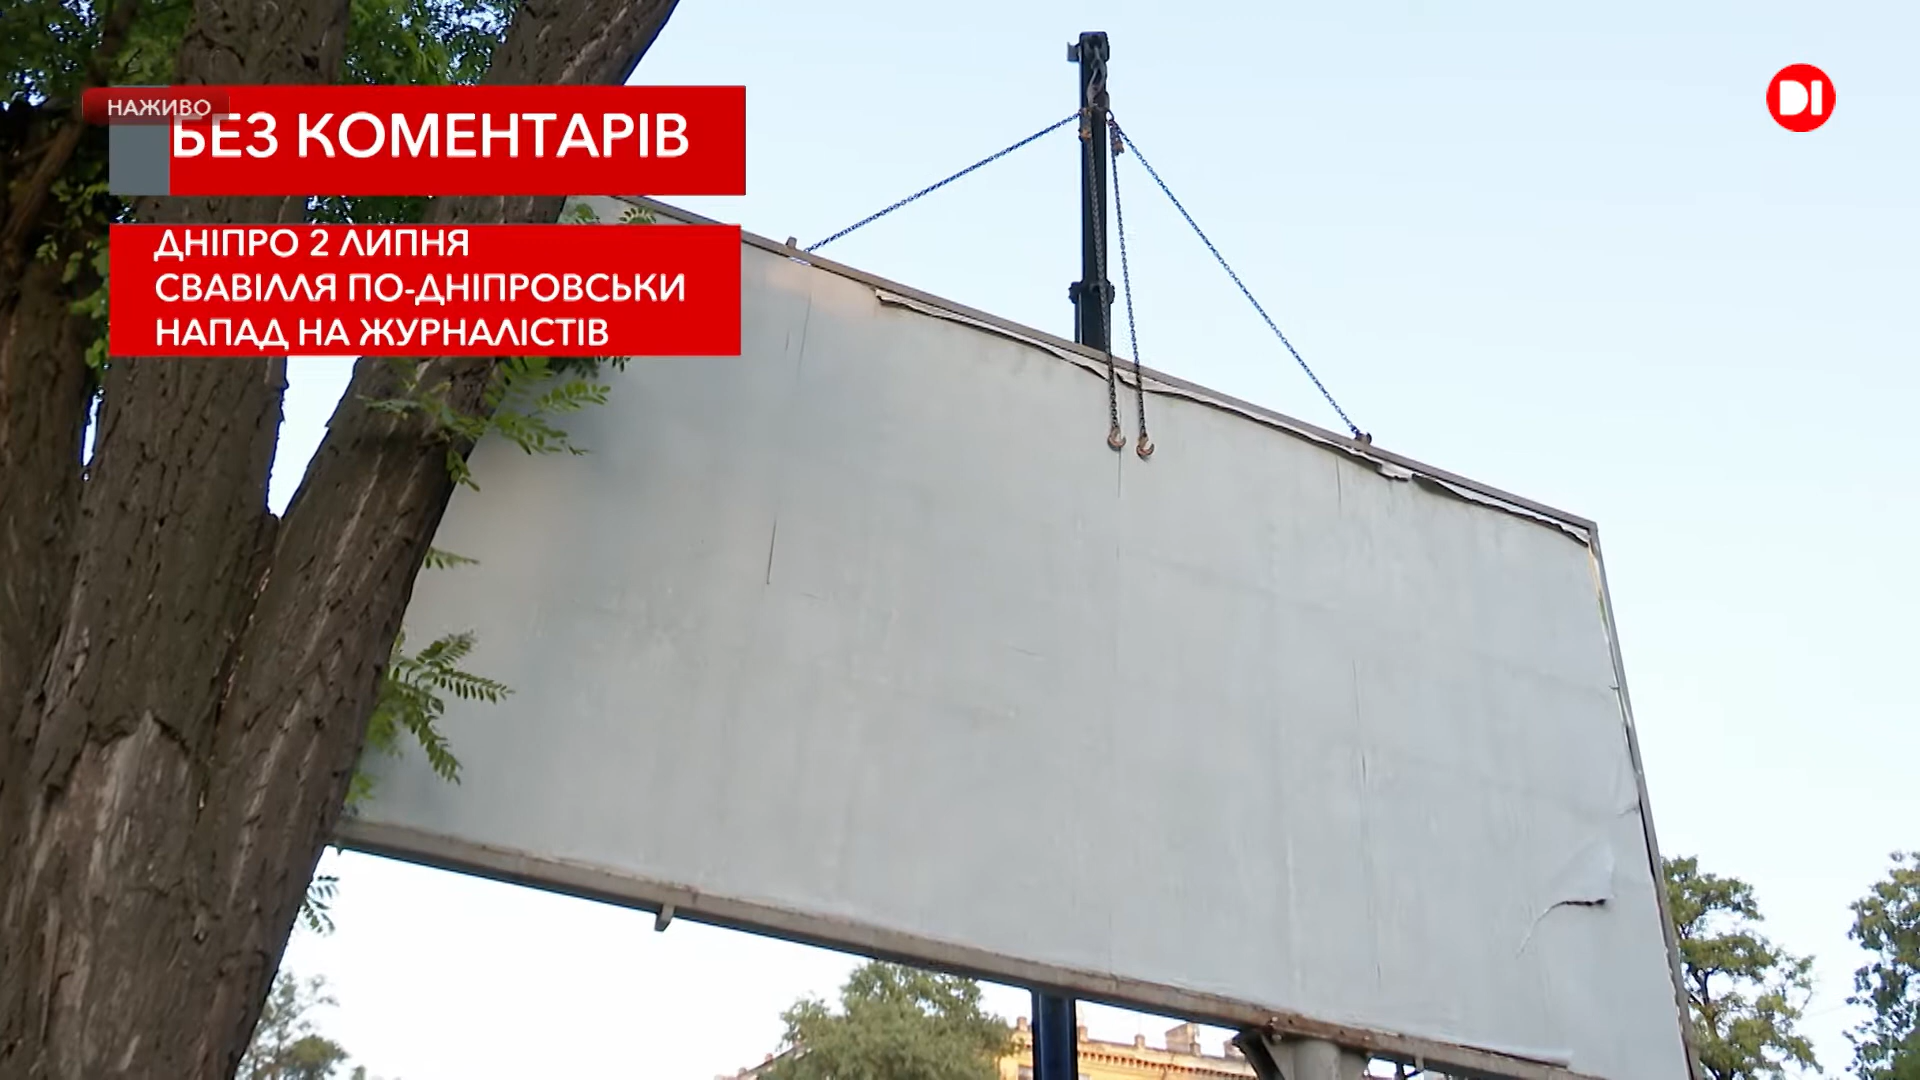 НАЖИВО
БЕЗ КОМЕНТАРІВ
ДНІПРО 2 ЛИПНЯ
СВАВІЛЛЯ ПО-ДНІПРОВСЬКИ
НАПАД НА ЖУРНАЛІСТІВ
DI